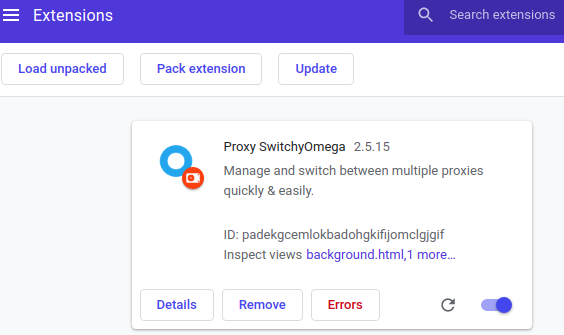 Extensions
Search extensions
Load unpacked
Pack extension
Update
Proxy SwitchyOmega 2.5.15
Manage and switch between multiple proxies
quickly & easily.
ID: padekgcemlokbadohgkifijomclgjgif
Inspect views background.html,1 more…
Details
Remove
Errors